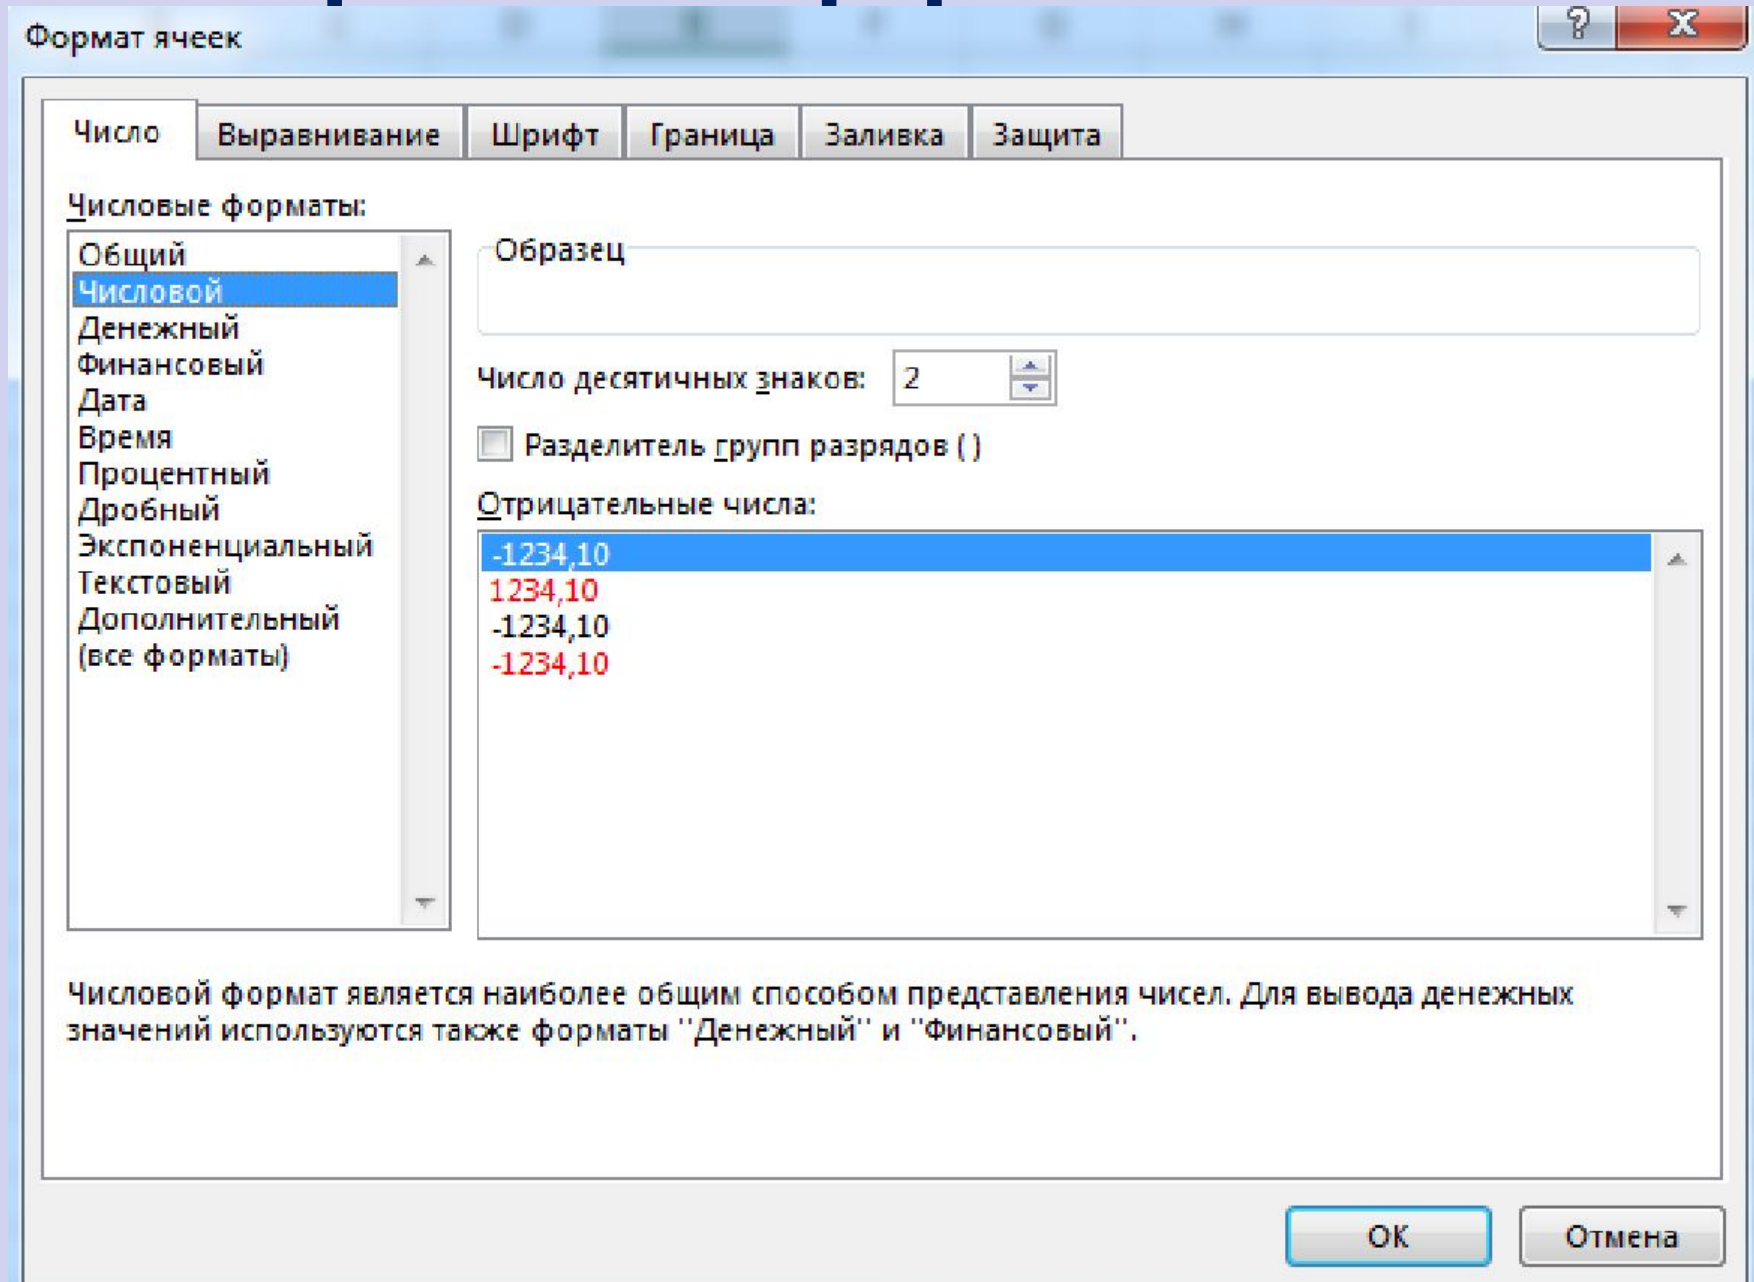 Формат ячеек
Число Выравнивание Шрифт Граница Заливка Защита
Числовые форматы:
Общий
Числовой
Денежный
Финансовый
Дата
Время
Процентный
Дробный
Экспоненциальный
Текстовый
Дополнительный
(все форматы)
Образец
Число десятичных знаков: 2
Разделитель групп разрядов ( )
Отрицательные числа:
-1234,10
1234,10
-1234,10
-1234,10
Числовой формат является наиболее общим способом представления чисел. Для вывода денежных
значений используются также форматы "Денежный" и "Финансовый".
ОК Отмена